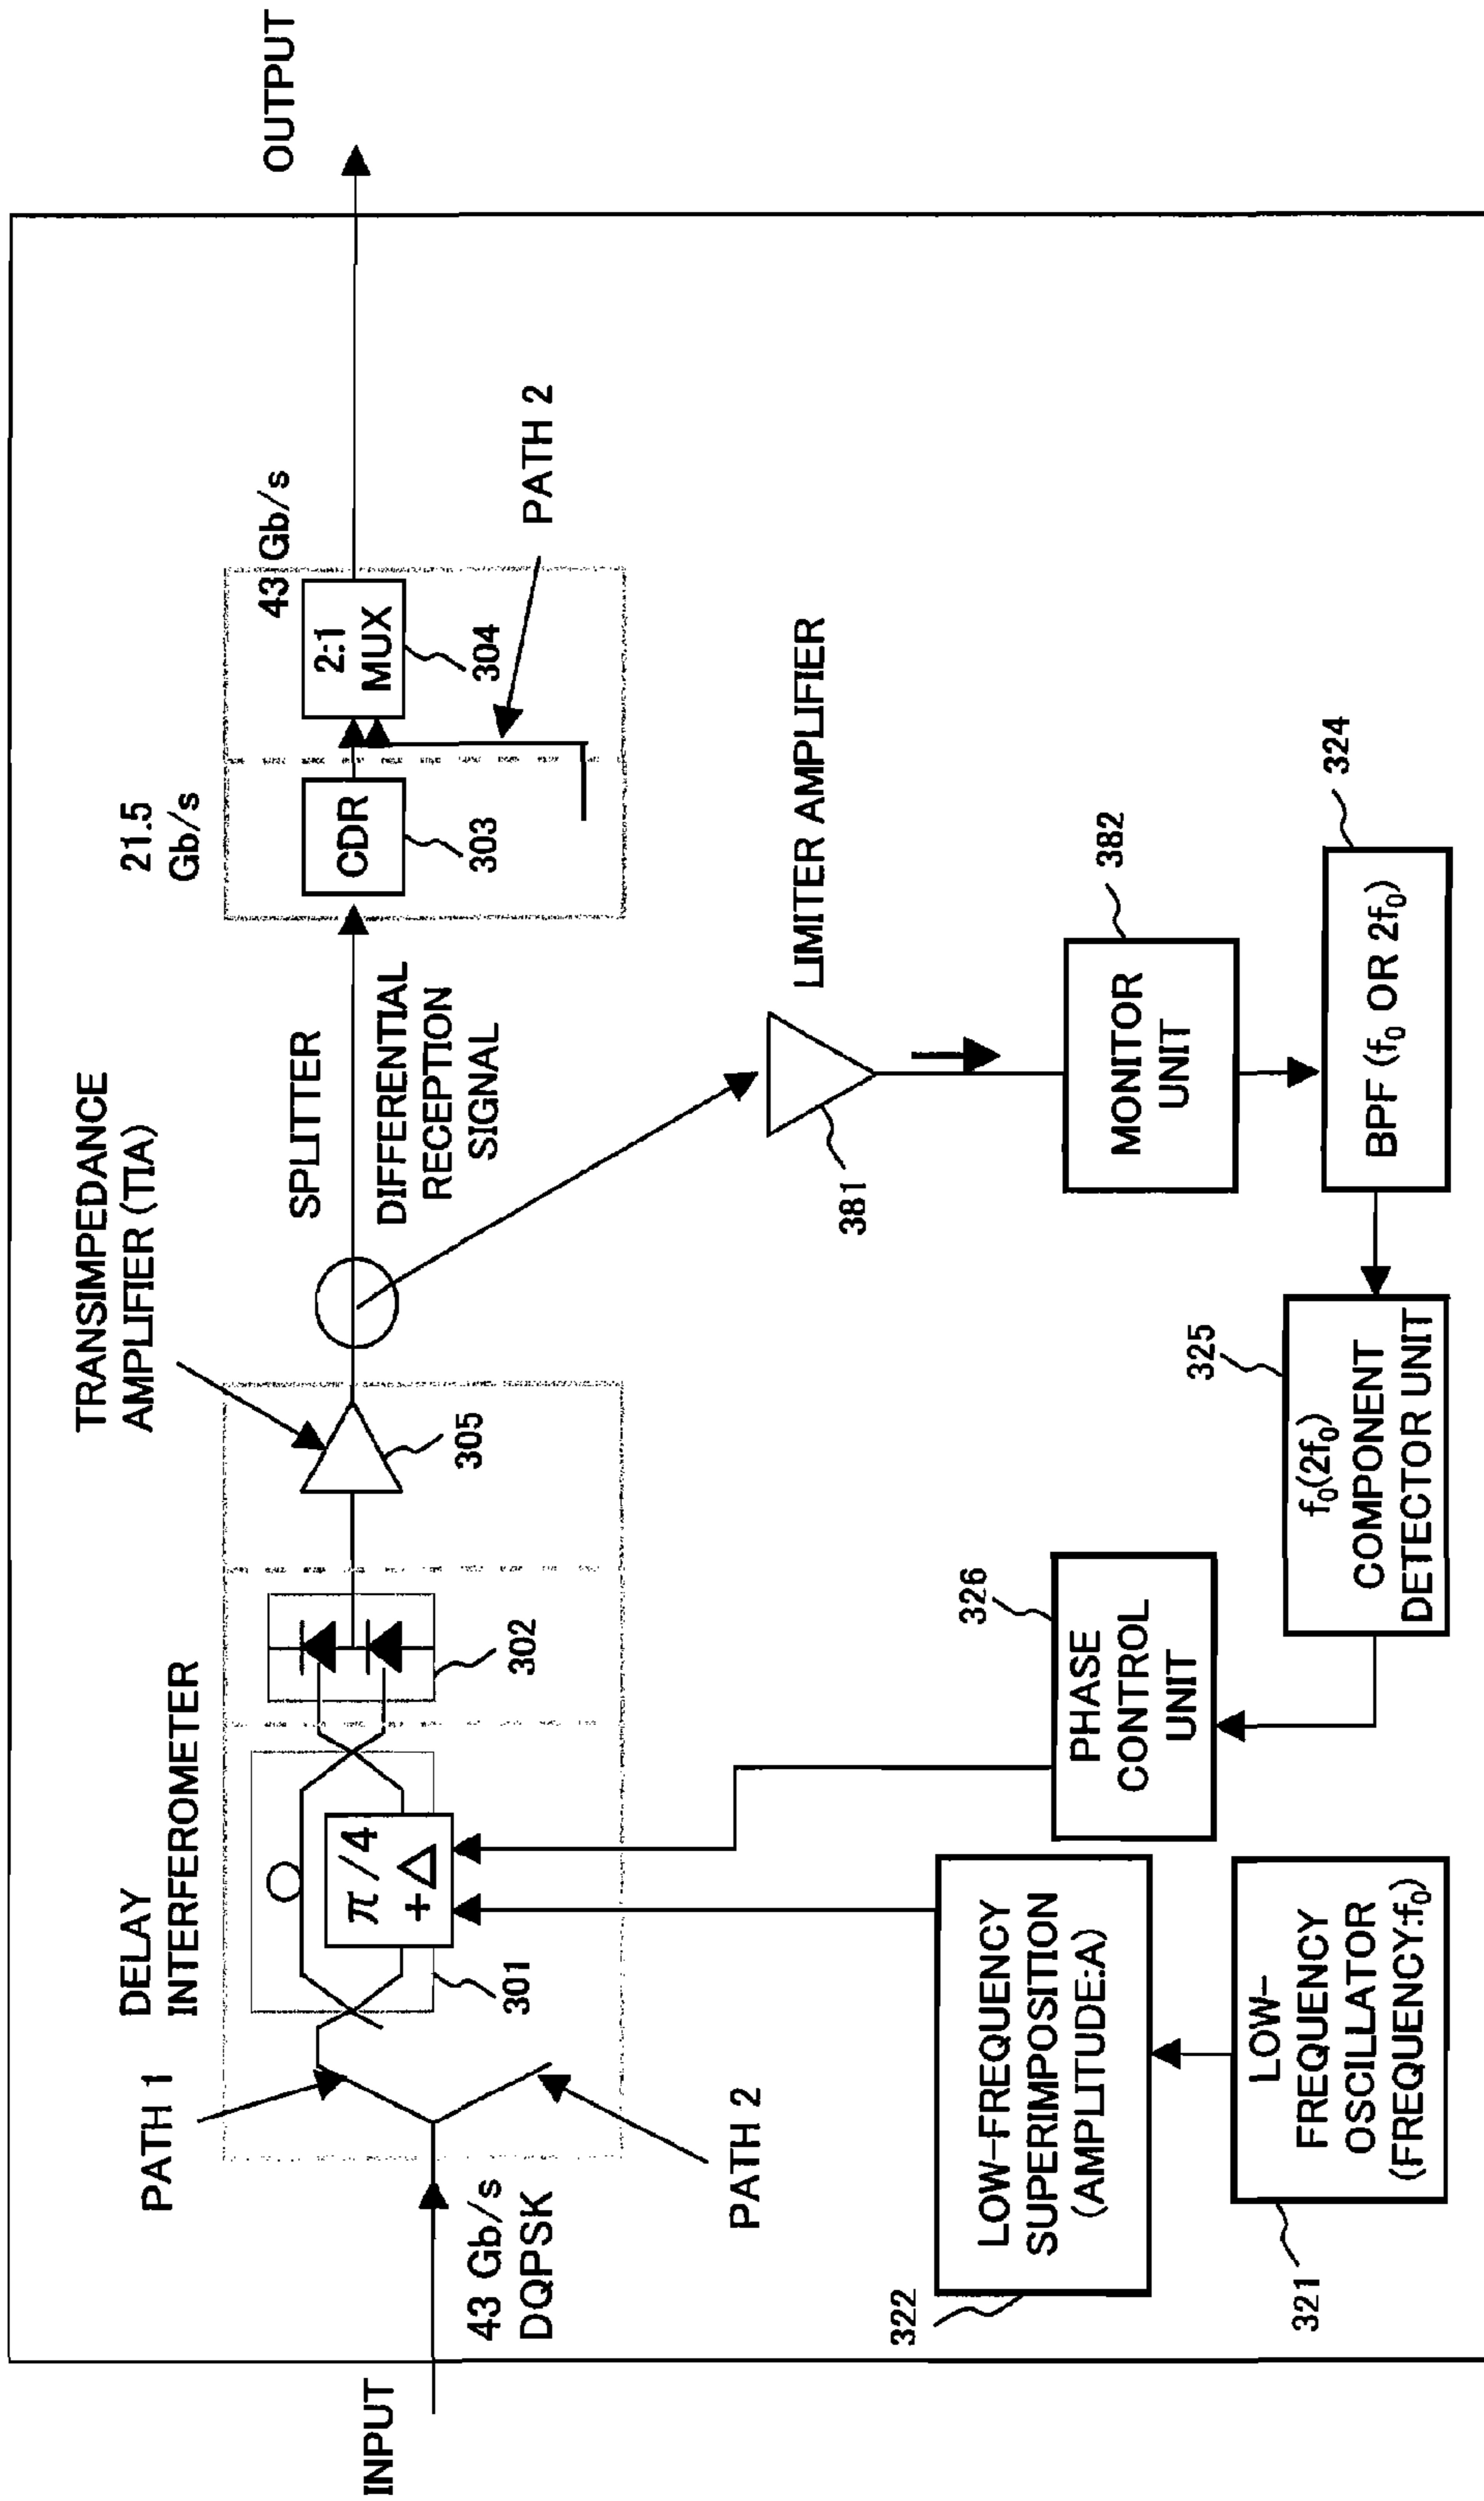 TRANSIMPEDANCE
AMPLIFIER (TIA)
DELAY
INTERFEROMETER
PATH 1
21.5
Gb/s
43 Gb/s
OUTPUT
SPLITTER
DIFFERENTIAL
RECEPTION
SIGNAL
INPUT
43 Gb/s
DQPSK
π/4
+△
301
302
305
CDR
303
2:1
MUX
304
PATH 2
PATH 2
LIMITER AMPLIFIER
381
322
LOW-FREQUENCY
SUPERIMPOSITION
(AMPLITUDE:A)
326
PHASE
CONTROL
UNIT
MONITOR
UNIT
382
321
LOW-
FREQUENCY
OSCILLATOR
(FREQUENCY:f₀)
325
f₀(2f₀)
COMPONENT
DETECTOR UNIT
BPF (f₀ OR 2f₀)
324